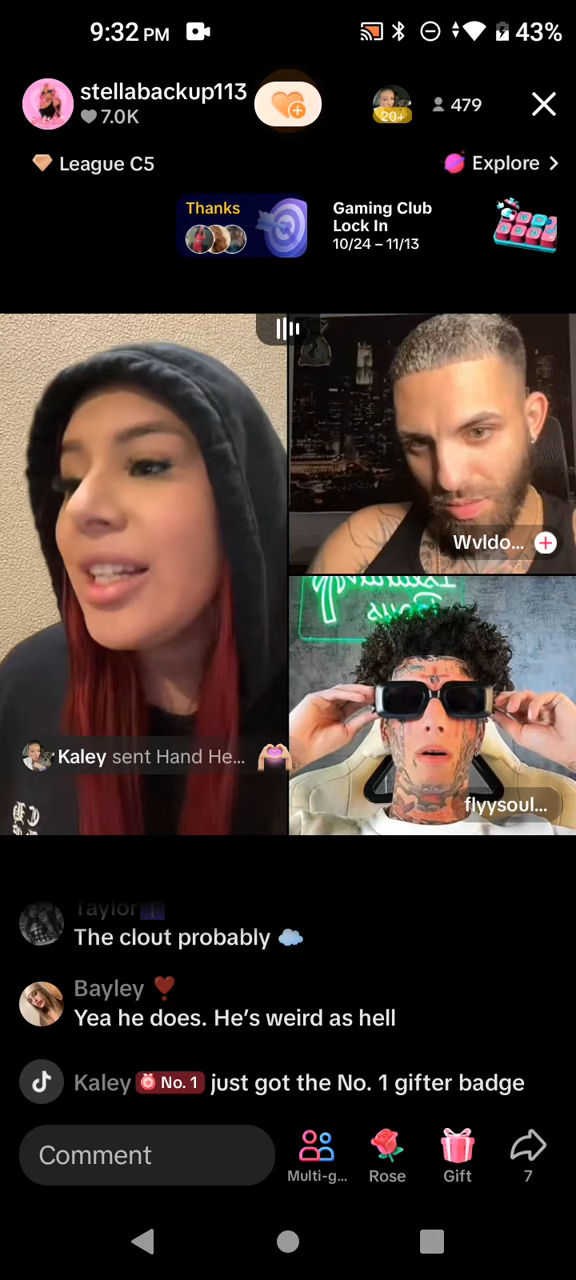 9:32 PM
43%
stellabackup113
7.0K
20+
479
League C5
Explore
Thanks
Gaming Club
Lock In
10/24 – 11/13
Wvldo...
Kaley sent Hand He...
flyysoul...
Taylor
The clout probably ☁️
Bayley ❣️
Yea he does. He's weird as hell
Kaley No. 1 just got the No. 1 gifter badge
Comment
Multi-g...
Rose
Gift
7